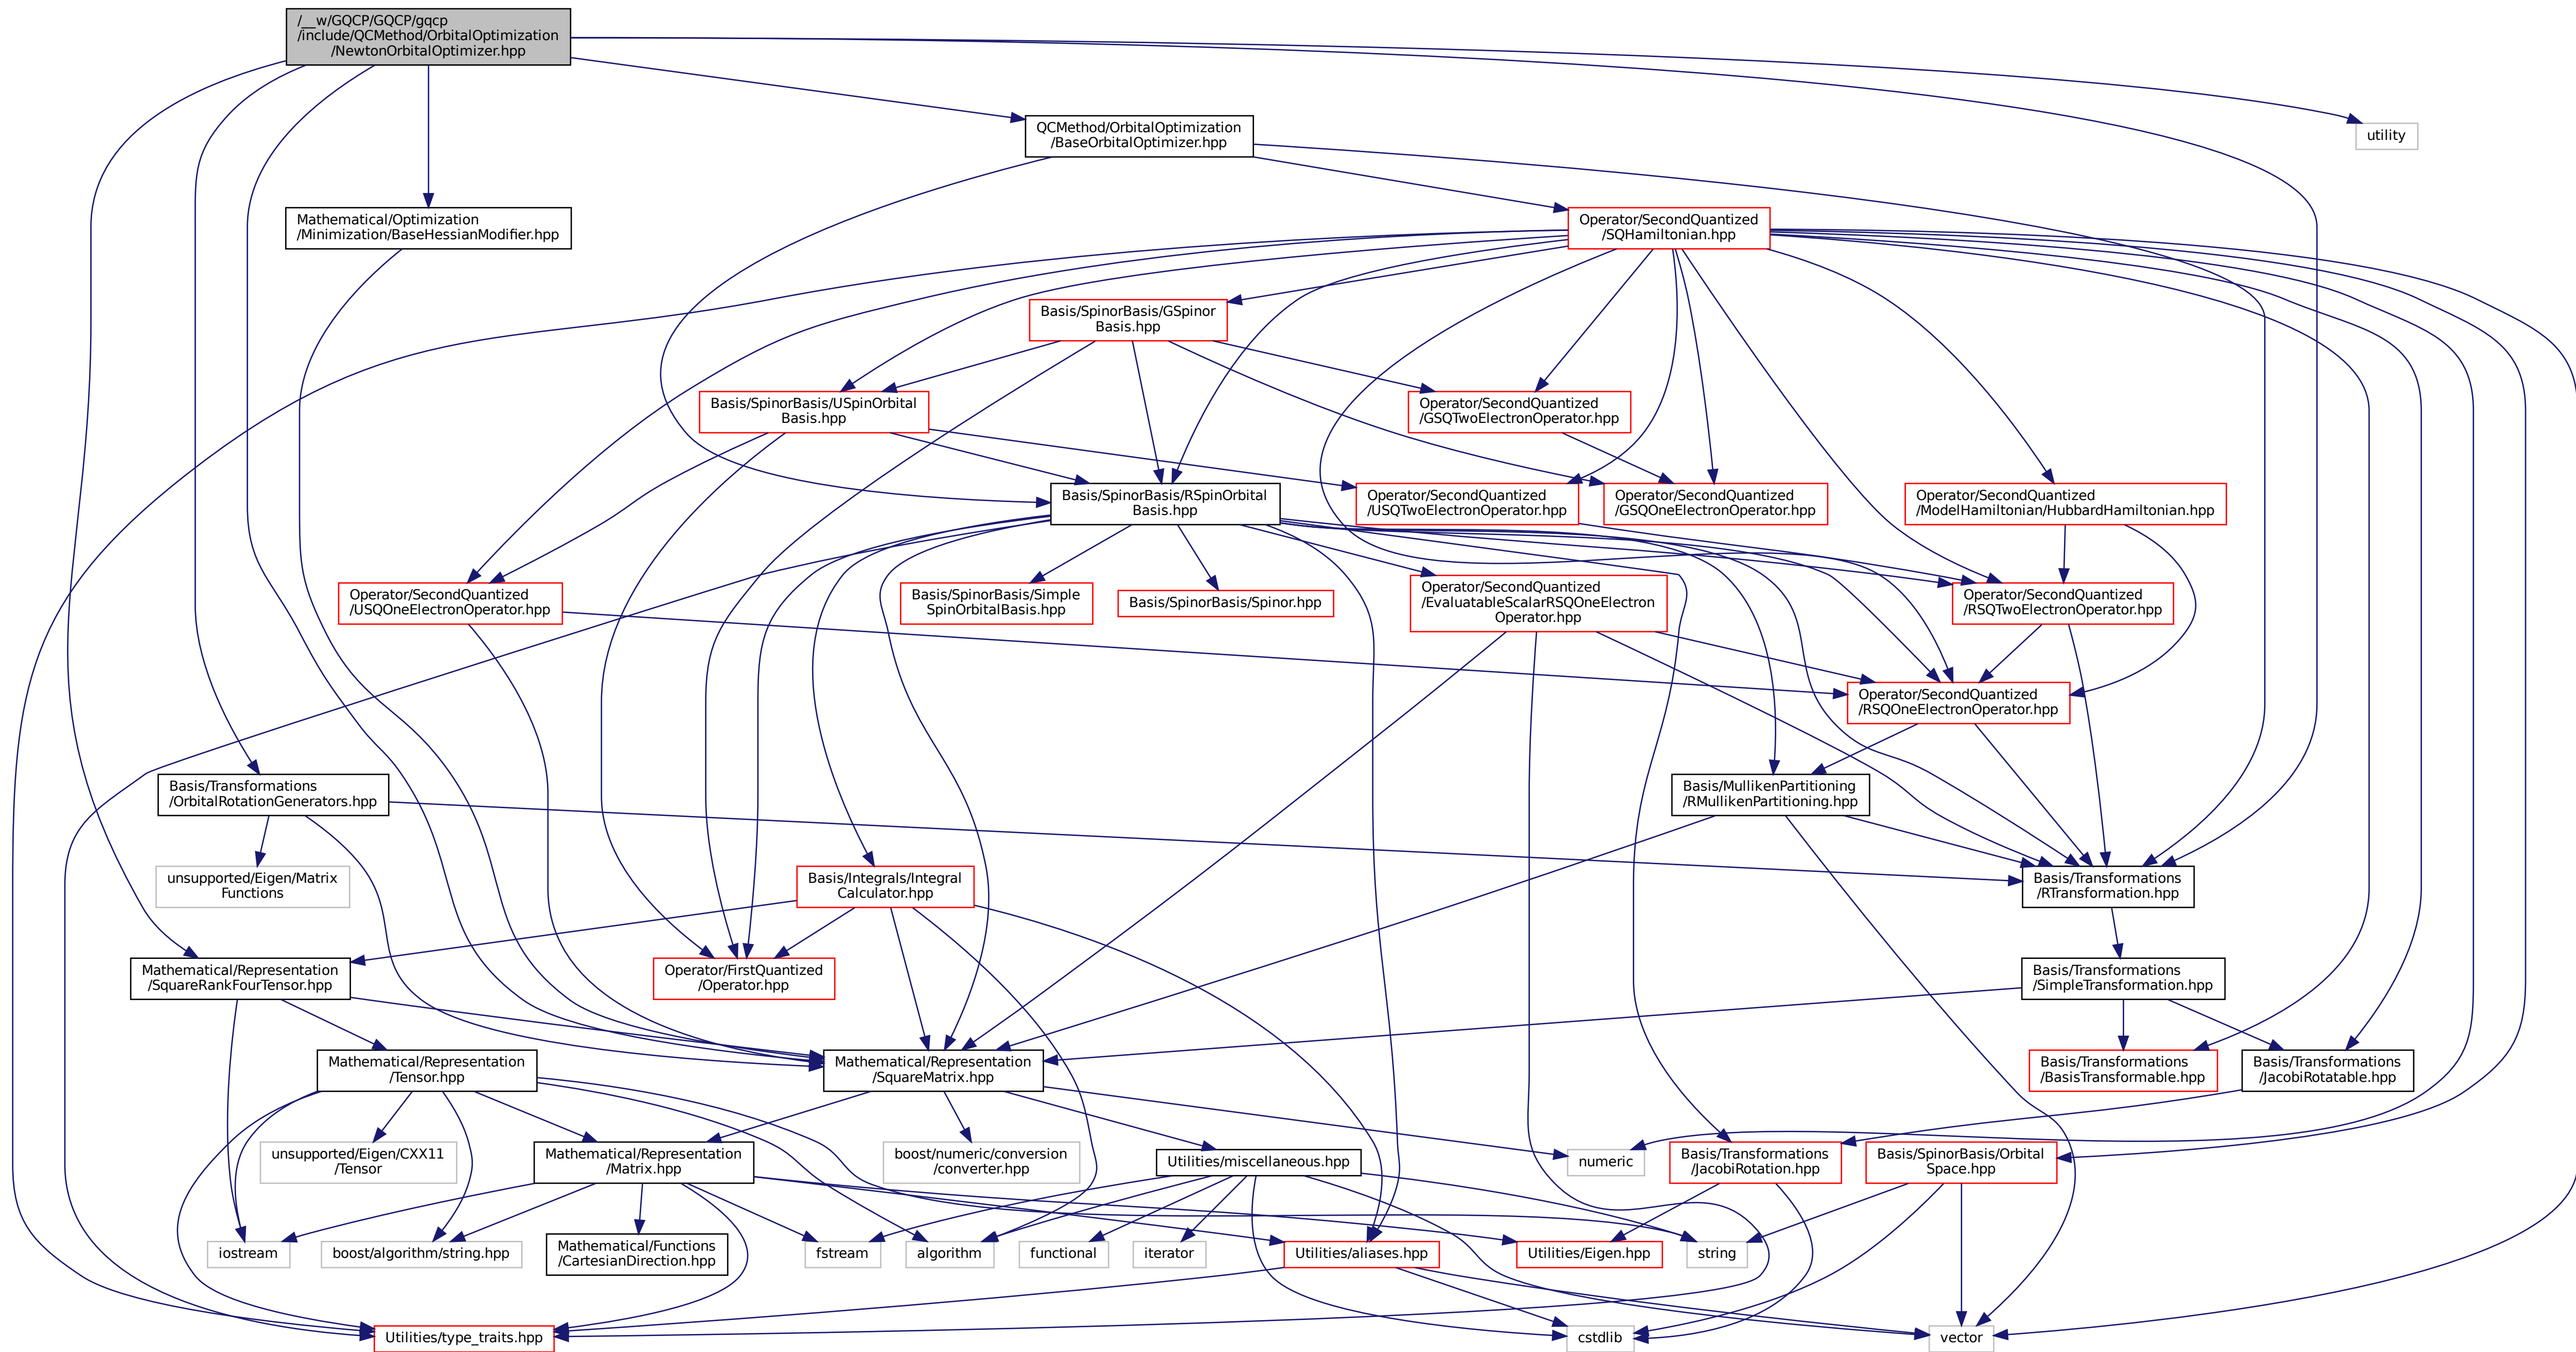 /__w/GQCP/GQCP/gqcp
/include/QCMethod/OrbitalOptimization
/NewtonOrbitalOptimizer.hpp
QCMethod/OrbitalOptimization
/BaseOrbitalOptimizer.hpp
utility
Mathematical/Optimization
/Minimization/BaseHessianModifier.hpp
Operator/SecondQuantized
/SQHamiltonian.hpp
Basis/SpinorBasis/GSpinor
Basis.hpp
Basis/SpinorBasis/USpinOrbital
Basis.hpp
Operator/SecondQuantized
/GSQTwoElectronOperator.hpp
Basis/SpinorBasis/RSpinOrbital
Basis.hpp
Operator/SecondQuantized
/USQTwoElectronOperator.hpp
Operator/SecondQuantized
/GSQOneElectronOperator.hpp
Operator/SecondQuantized
/ModelHamiltonian/HubbardHamiltonian.hpp
Operator/SecondQuantized
/USQOneElectronOperator.hpp
Basis/SpinorBasis/Simple
SpinOrbitalBasis.hpp
Basis/SpinorBasis/Spinor.hpp
Operator/SecondQuantized
/EvaluatableScalarRSQOneElectron
Operator.hpp
Operator/SecondQuantized
/RSQTwoElectronOperator.hpp
Operator/SecondQuantized
/RSQOneElectronOperator.hpp
Basis/Transformations
/OrbitalRotationGenerators.hpp
Basis/MullikenPartitioning
/RMullikenPartitioning.hpp
unsupported/Eigen/Matrix
Functions
Basis/Integrals/Integral
Calculator.hpp
Basis/Transformations
/RTransformation.hpp
Mathematical/Representation
/SquareRankFourTensor.hpp
Operator/FirstQuantized
/Operator.hpp
Basis/Transformations
/SimpleTransformation.hpp
Mathematical/Representation
/Tensor.hpp
Mathematical/Representation
/SquareMatrix.hpp
Basis/Transformations
/BasisTransformable.hpp
Basis/Transformations
/JacobiRotatable.hpp
unsupported/Eigen/CXX11
/Tensor
Mathematical/Representation
/Matrix.hpp
boost/numeric/conversion
/converter.hpp
Utilities/miscellaneous.hpp
numeric
Basis/Transformations
/JacobiRotation.hpp
Basis/SpinorBasis/Orbital
Space.hpp
iostream
boost/algorithm/string.hpp
Mathematical/Functions
/CartesianDirection.hpp
fstream
algorithm
functional
iterator
Utilities/aliases.hpp
Utilities/Eigen.hpp
string
Utilities/type_traits.hpp
cstdlib
vector